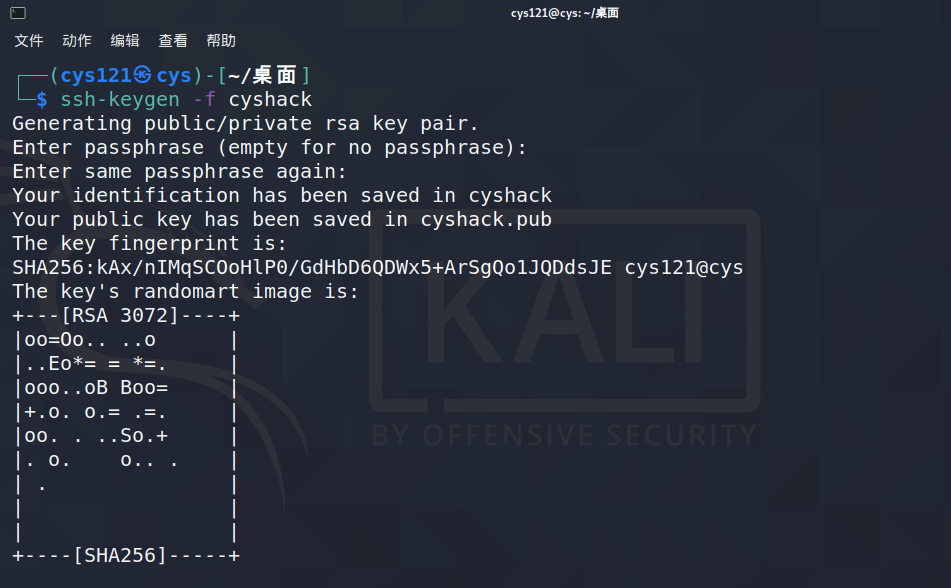 cys121@cys: ~/桌面
文件 动作 编辑 查看 帮助
┌──(cys121㉿cys)-[~/桌面]
└─$ ssh-keygen -f cyshack
Generating public/private rsa key pair.
Enter passphrase (empty for no passphrase):
Enter same passphrase again:
Your identification has been saved in cyshack
Your public key has been saved in cyshack.pub
The key fingerprint is:
SHA256:kAx/nIMqSCOoHlP0/GdHbD6QDWx5+ArSgQo1JQDdsJE cys121@cys
The key's randomart image is:
+---[RSA 3072]----+
|oo=Oo.. ..o      |
|..Eo*= = *=.     |
|ooo..oB Boo=     |
|+.o. o.= .=.     |
|oo. . ..So.+     |
|. o.    o.. .    |
| .               |
|                 |
|                 |
+----[SHA256]-----+
KALI
BY OFFENSIVE SECURITY